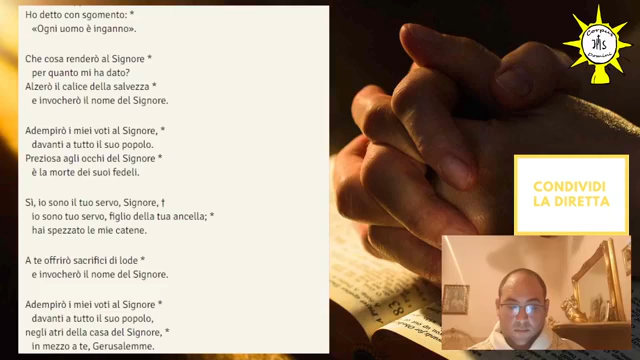 Ho detto con sgomento: *
«Ogni uomo è inganno».
Che cosa renderò al Signore *
per quanto mi ha dato?
Alzerò il calice della salvezza *
e invocherò il nome del Signore.
Adempirò i miei voti al Signore, *
davanti a tutto il suo popolo.
Preziosa agli occhi del Signore *
è la morte dei suoi fedeli.
Sì, io sono il tuo servo, Signore, †
io sono tuo servo, figlio della tua ancella; *
hai spezzato le mie catene.
A te offrirò sacrifici di lode *
e invocherò il nome del Signore.
Adempirò i miei voti al Signore *
davanti a tutto il suo popolo,
negli atri della casa del Signore, *
in mezzo a te, Gerusalemme.
Corpus
JHS
Domini
CONDIVIDI
LA DIRETTA
83